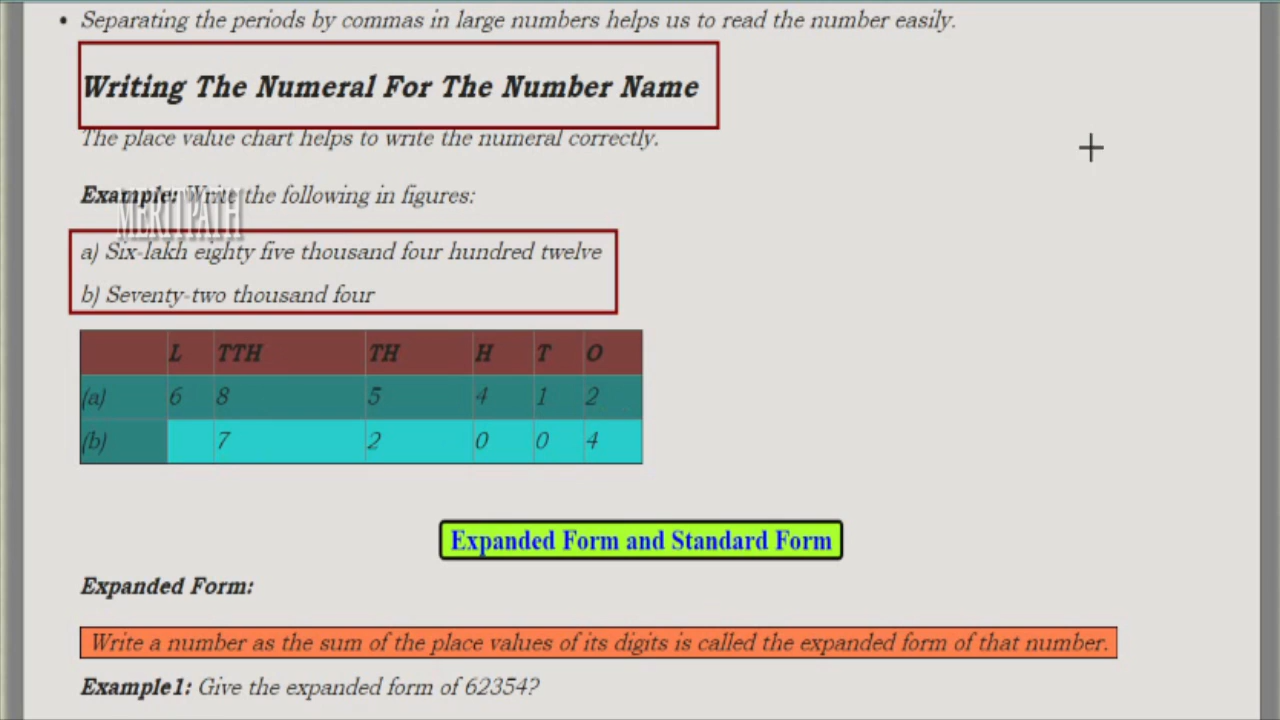 • Separating the periods by commas in large numbers helps us to read the number easily.
Writing The Numeral For The Number Name
The place value chart helps to write the numeral correctly.
Example: Write the following in figures:
MERITPATH
a) Six-lakh eighty five thousand four hundred twelve
b) Seventy-two thousand four
L TTH TH H T O
(a) 6 8 5 4 1 2
(b) 7 2 0 0 4
Expanded Form and Standard Form
Expanded Form:
Write a number as the sum of the place values of its digits is called the expanded form of that number.
Example1: Give the expanded form of 62354?